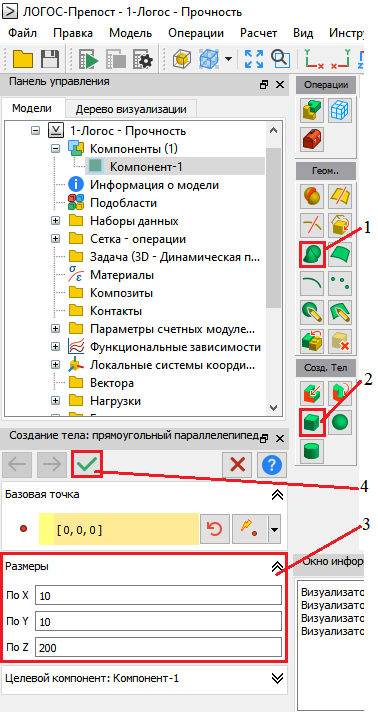 ЛОГОС-Препост - 1-Логос - Прочность
Файл Правка Модель Операции Расчет Вид Инстру
Панель управления
Модели Дерево визуализации
1-Логос - Прочность
Компоненты (1)
Компонент-1
Информация о модели
Подобласти
Наборы данных
Сетка - операции
Задача (3D - Динамическая п...
Материалы
Композиты
Контакты
Параметры счетных модуле...
Функциональные зависимости
Локальные системы коорди...
Вектора
Нагрузки
Операции
Геом..
1
Созд. Тел
2
Создание тела: прямоугольный параллелепипед
4
Базовая точка
[ 0, 0, 0 ]
3
Размеры
По X 10
По Y 10
По Z 200
Целевой компонент: Компонент-1
Окно инфор
Визуализато
Визуализато
Визуализато
Визуализато